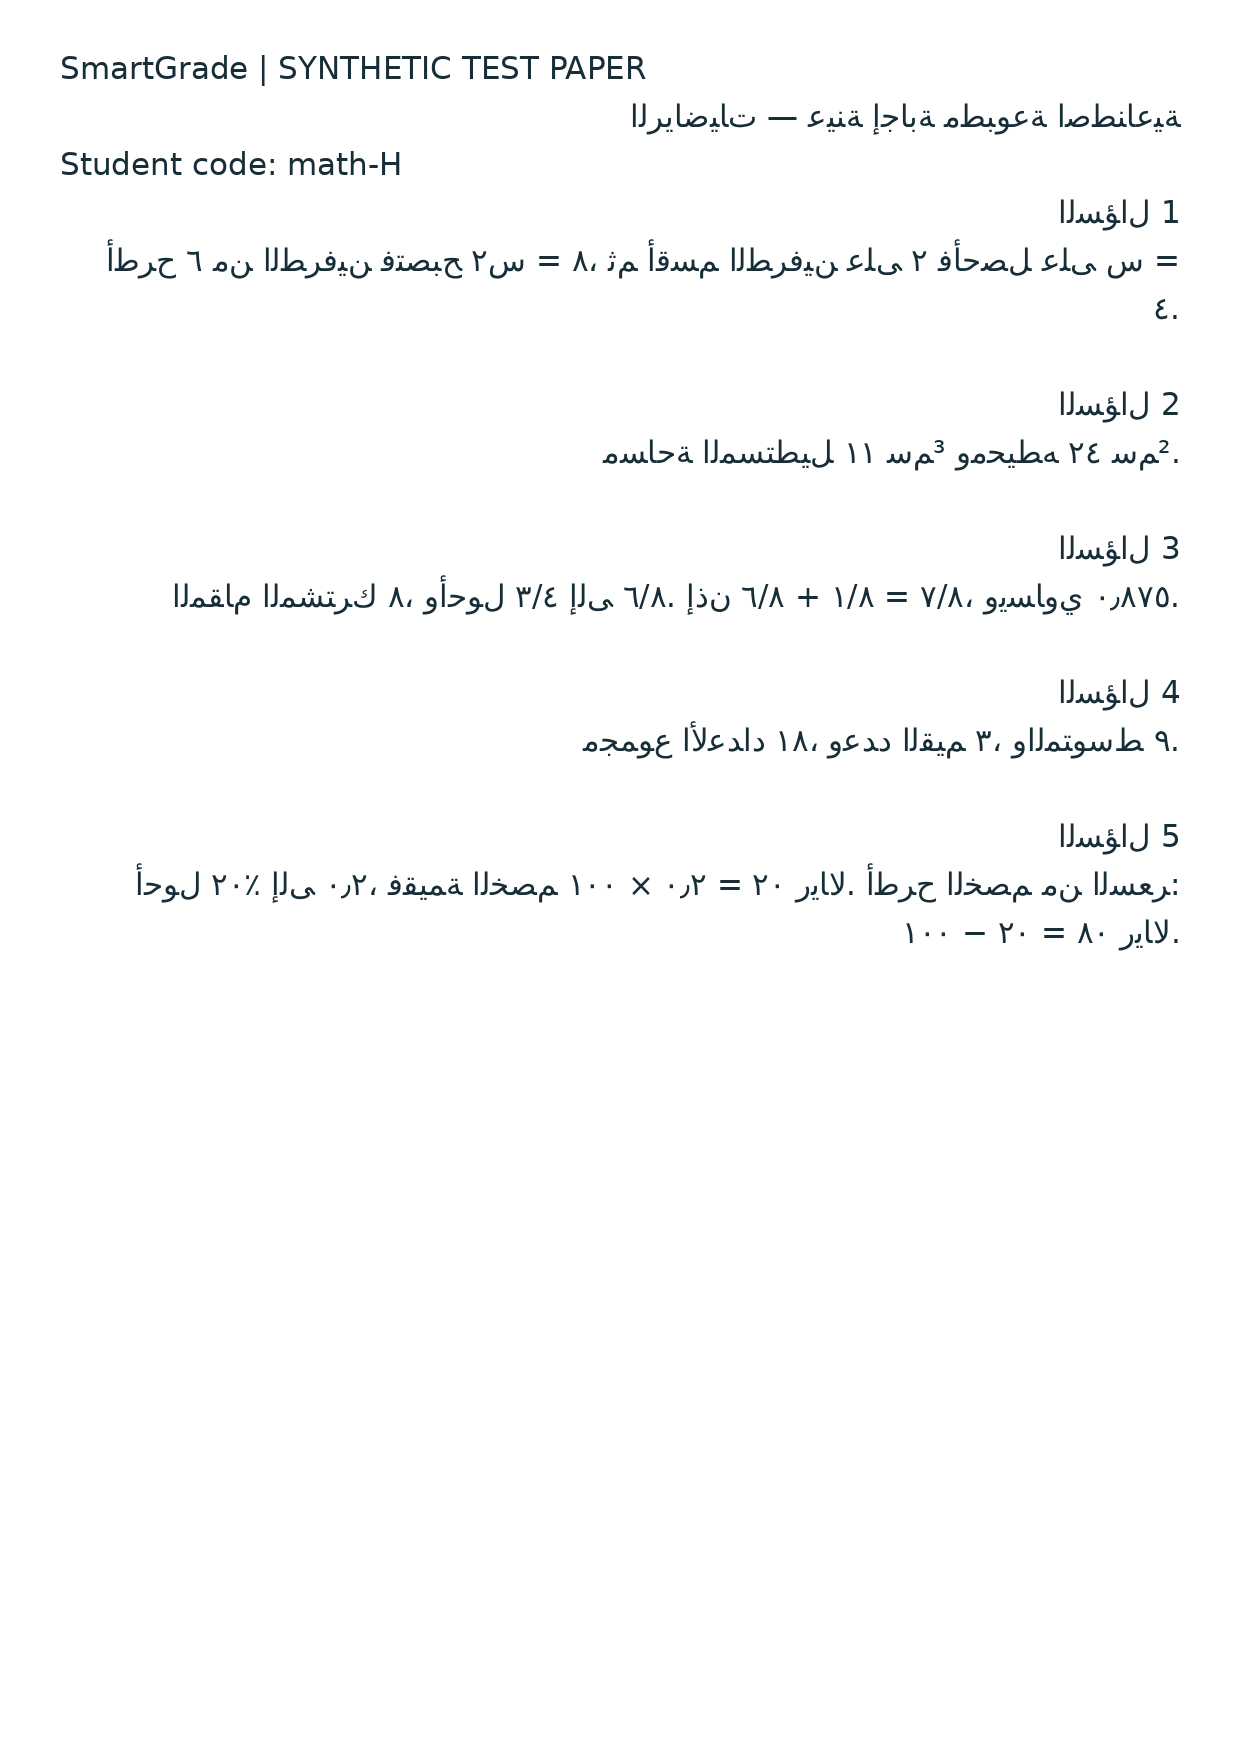 SmartGrade | SYNTHETIC TEST PAPER
الرياضيات — عينة إجابة مطبوعة اصطناعية
Student code: math-H
السؤال 1
أطرح ٦ من الطرفين فتصبح ٢س = ٨، ثم أقسم الطرفين على ٢ فأحصل على س =
٤.
السؤال 2
مساحة المستطيل ١١ سم³ ومحيطه ٢٤ سم².
السؤال 3
المقام المشترك ٨، وأحول ٣/٤ إلى ٦/٨. إذن ٦/٨ + ١/٨ = ٧/٨، ويساوي ٠٫٨٧٥.
السؤال 4
مجموع الأعداد ١٨، وعدد القيم ٣، والمتوسط ٩.
السؤال 5
أحول ٢٠٪ إلى ٠٫٢، فقيمة الخصم ١٠٠ × ٠٫٢ = ٢٠ ريالا. أطرح الخصم من السعر:
١٠٠ − ٢٠ = ٨٠ ريالا.